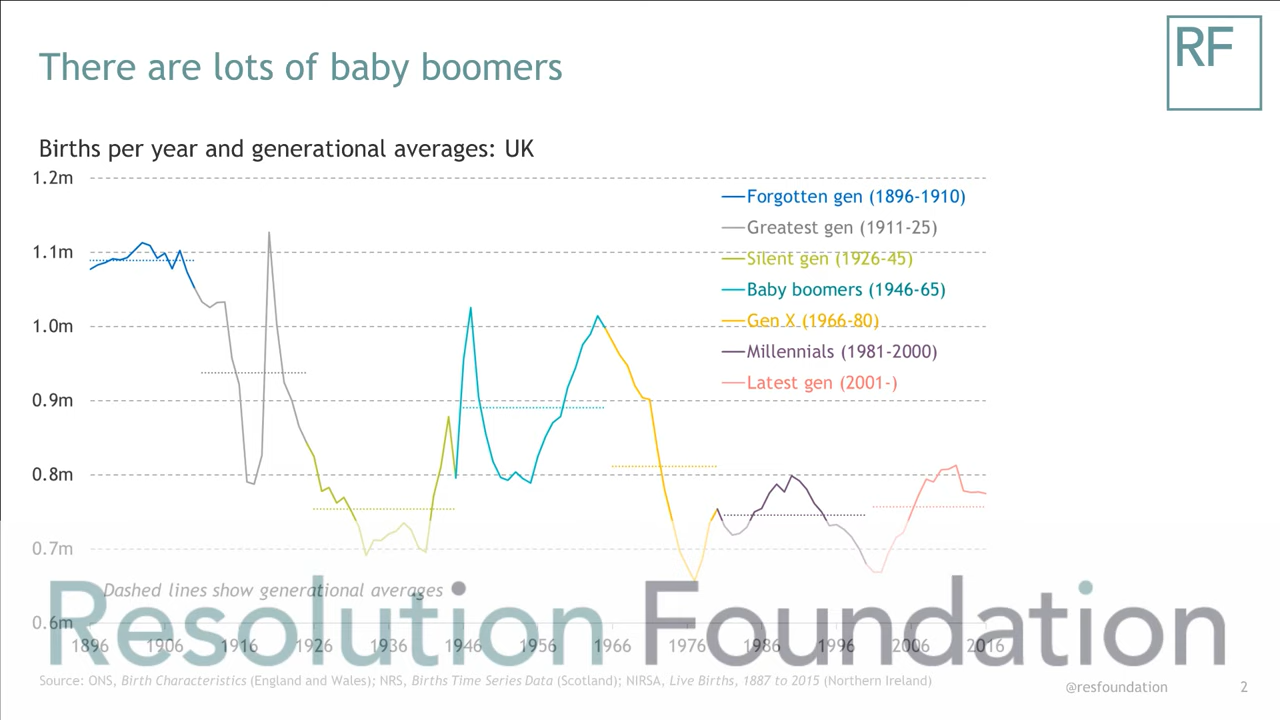 There are lots of baby boomers
RF
Births per year and generational averages: UK
1.2m
1.1m
1.0m
0.9m
0.8m
0.7m
0.6m
Forgotten gen (1896-1910)
Greatest gen (1911-25)
Silent gen (1926-45)
Baby boomers (1946-65)
Gen X (1966-80)
Millennials (1981-2000)
Latest gen (2001-)
Dashed lines show generational averages
Resolution Foundation
1896 1906 1916 1926 1936 1946 1956 1966 1976 1986 1996 2006 2016
Source: ONS, Birth Characteristics (England and Wales); NRS, Births Time Series Data (Scotland); NIRSA, Live Births, 1887 to 2015 (Northern Ireland)
@resfoundation
2